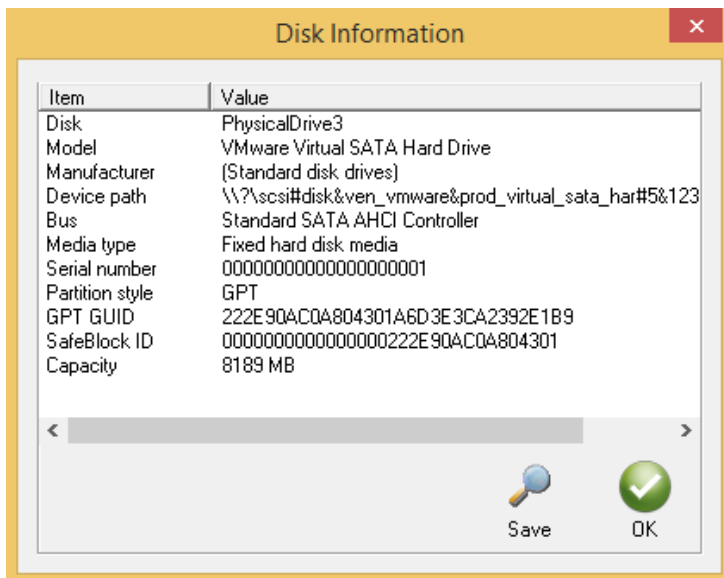 Disk Information
Item Value
Disk PhysicalDrive3
Model VMware Virtual SATA Hard Drive
Manufacturer (Standard disk drives)
Device path \\?\scsi#disk&ven_vmware&prod_virtual_sata_har#5&123
Bus Standard SATA AHCI Controller
Media type Fixed hard disk media
Serial number 00000000000000000001
Partition style GPT
GPT GUID 222E90AC0A804301A6D3E3CA2392E1B9
SafeBlock ID 0000000000000000222E90AC0A804301
Capacity 8189 MB
Save OK